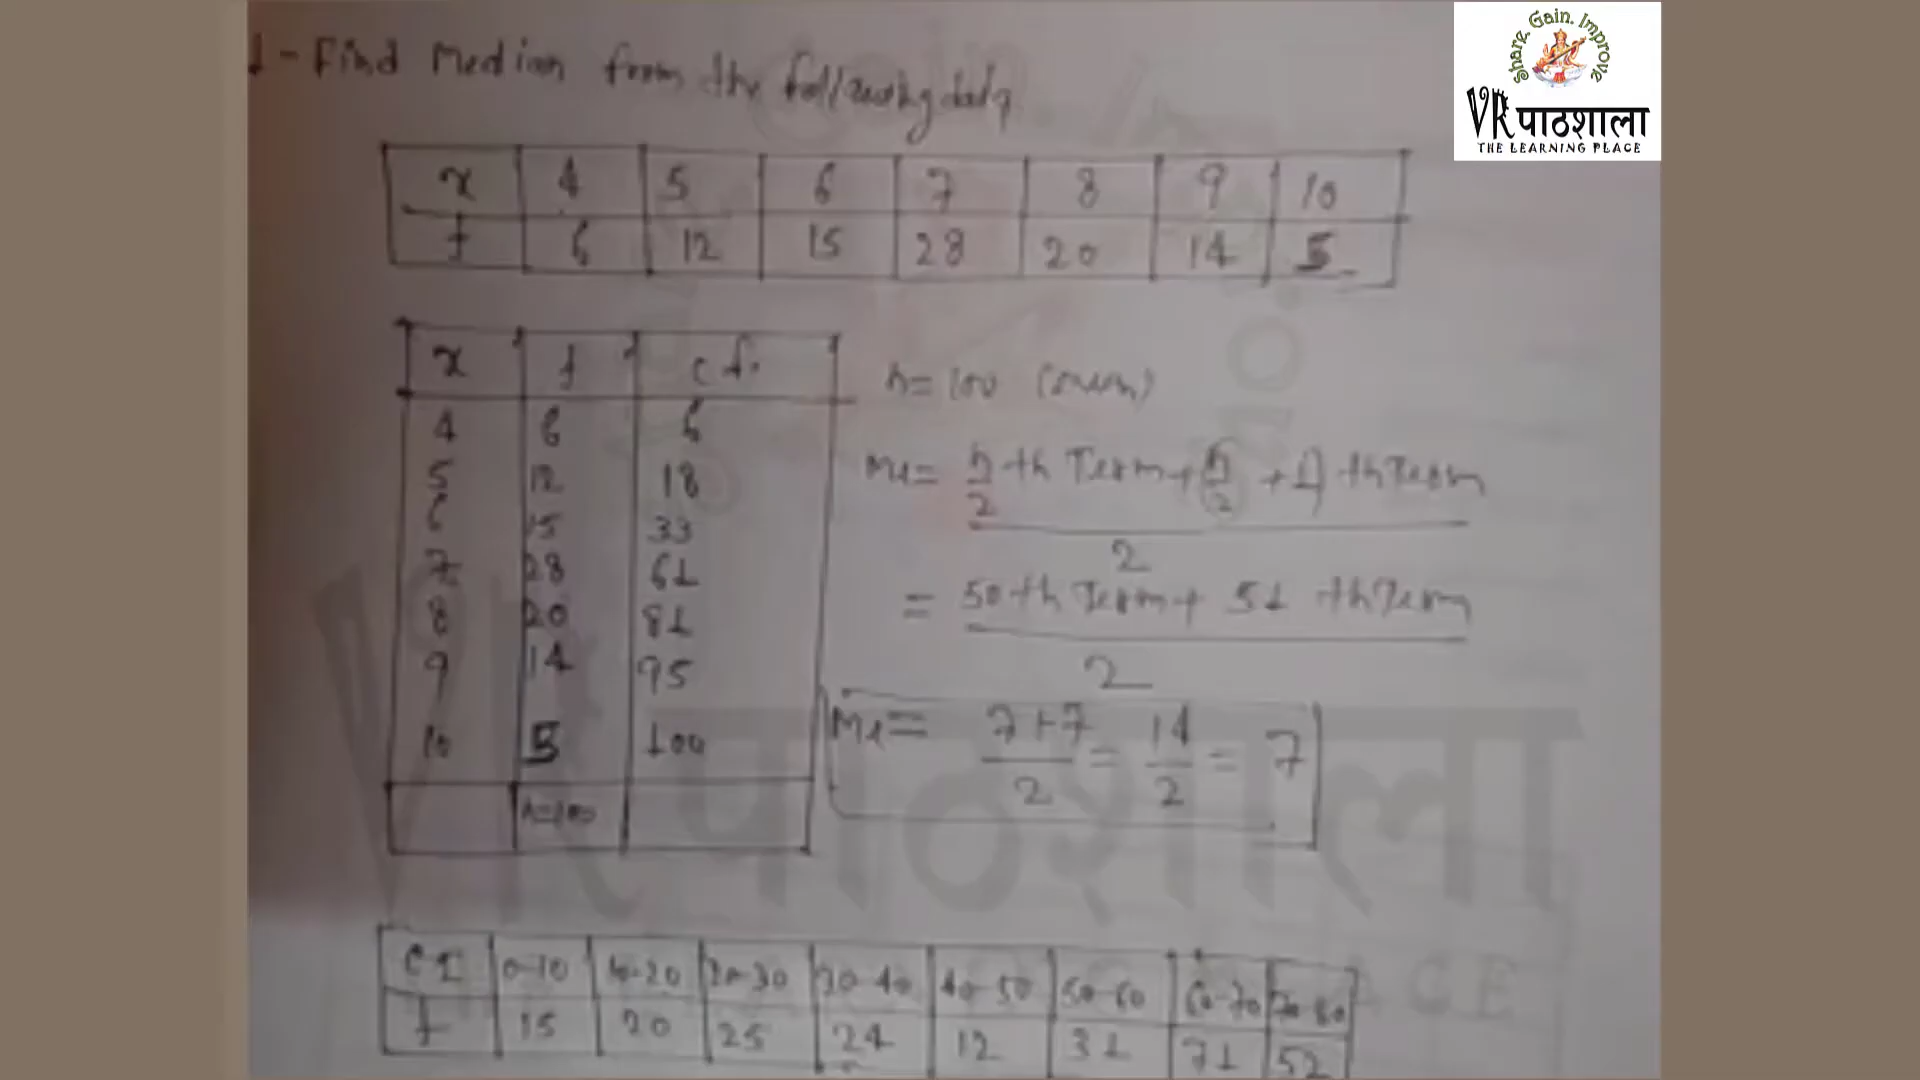 Share. Gain. Improve
VR पाठशाला
THE LEARNING PLACE
1- Find Median from the following data
x 4 5 6 7 8 9 10
f 6 12 15 28 20 14 5
x f c.f.
4 6 6
5 12 18
6 15 33
7 28 61
8 20 81
9 14 95
10 5 100
n=100
n=100 (even)
Me= n/2 th Term + (n/2 + 1) th Term
2
= 50th Term + 51 th Term
2
Me = 7+7/2 = 14/2 = 7
C I 0-10 10-20 20-30 30-40 40-50 50-60 60-70 70-80
f 15 20 25 24 12 31 71 52